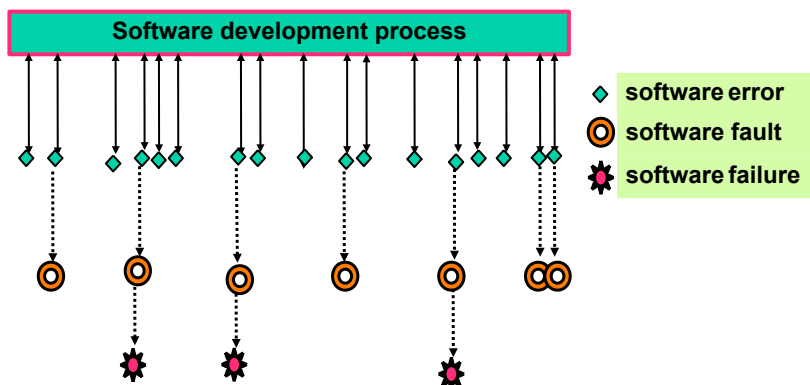 Software development process
software error
software fault
software failure